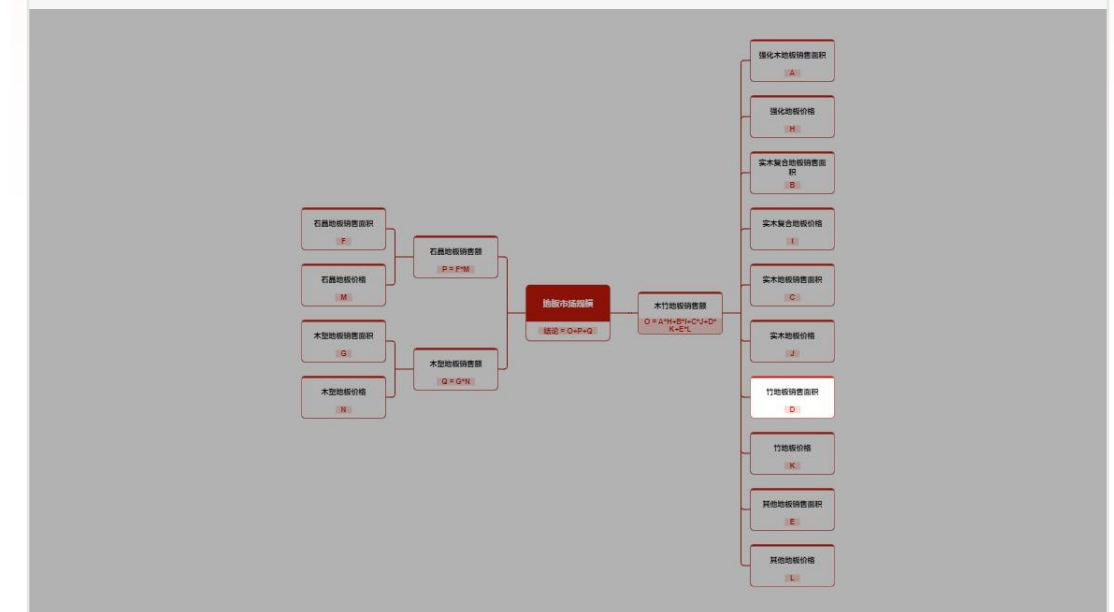 强化木地板销售面积
A
强化地板价格
H
实木复合地板销售面
积
B
实木复合地板价格
I
实木地板销售面积
C
实木地板价格
J
竹地板销售面积
D
竹地板价格
K
其他地板销售面积
E
其他地板价格
L
木竹地板销售额
O = A*H+B*I+C*J+D*
K+E*L
地板市场规模
结论 = O+P+Q
石晶地板销售额
P = F*M
木塑地板销售额
Q = G*N
石晶地板销售面积
F
石晶地板价格
M
木塑地板销售面积
G
木塑地板价格
N